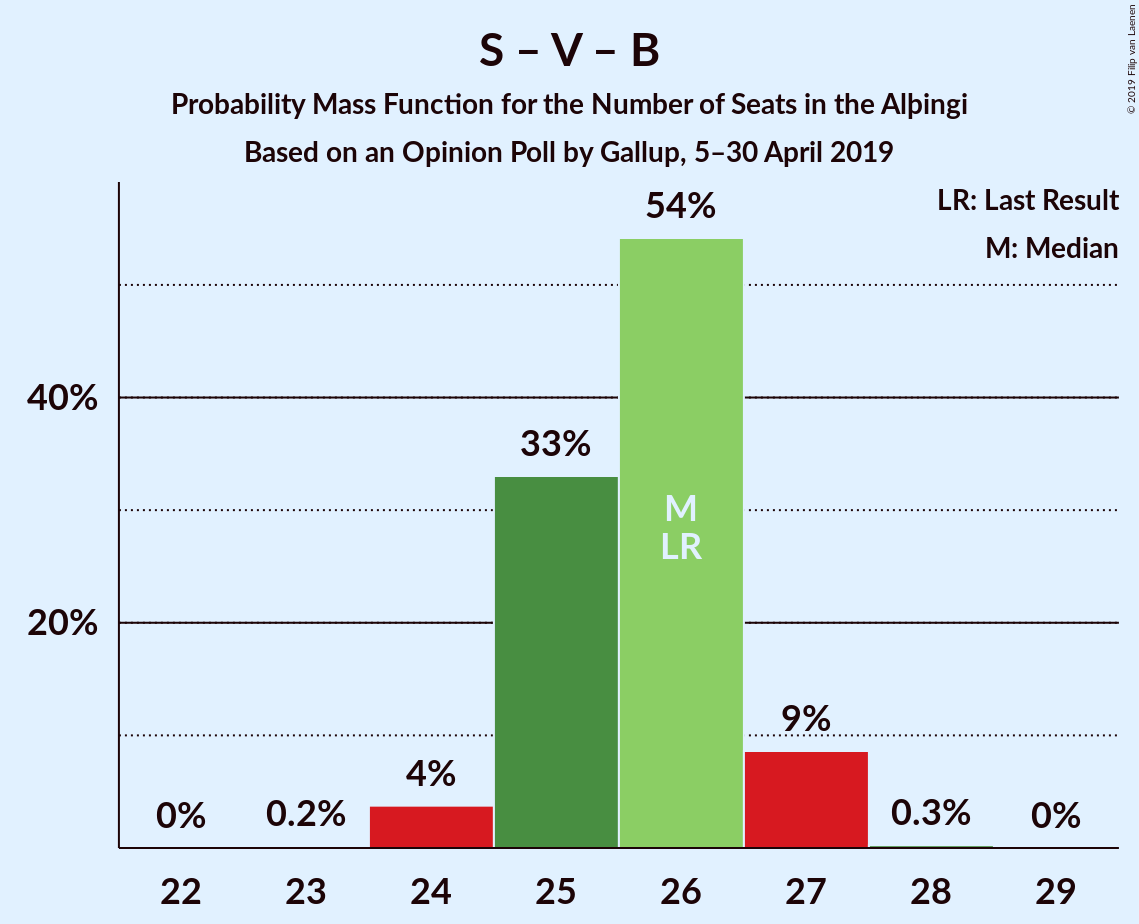 S – V – B
Probability Mass Function for the Number of Seats in the Alþingi
Based on an Opinion Poll by Gallup, 5–30 April 2019
© 2019 Filip van Laenen
LR: Last Result
M: Median
40%
20%
0%
0.2%
4%
33%
54%
M
LR
9%
0.3%
0%
22
23
24
25
26
27
28
29